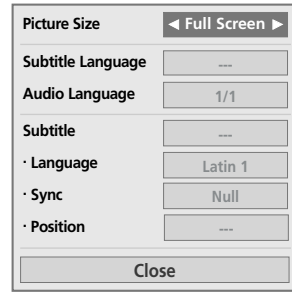 Picture Size ◄ Full Screen ►
Subtitle Language ---
Audio Language 1/1
Subtitle ---
· Language Latin 1
· Sync Null
· Position ---
Close